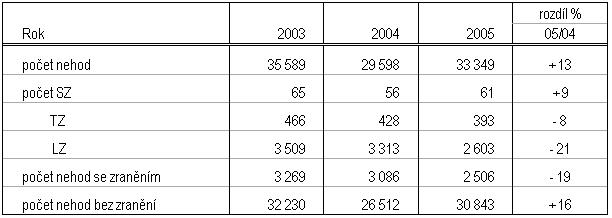 rozdíl %
Rok 2003 2004 2005 05/04
počet nehod 35 589 29 598 33 349 +13
počet SZ 65 56 61 +9
TZ 466 428 393 - 8
LZ 3 509 3 313 2 603 - 21
počet nehod se zraněním 3 269 3 086 2 506 - 19
počet nehod bez zranění 32 230 26 512 30 843 +16